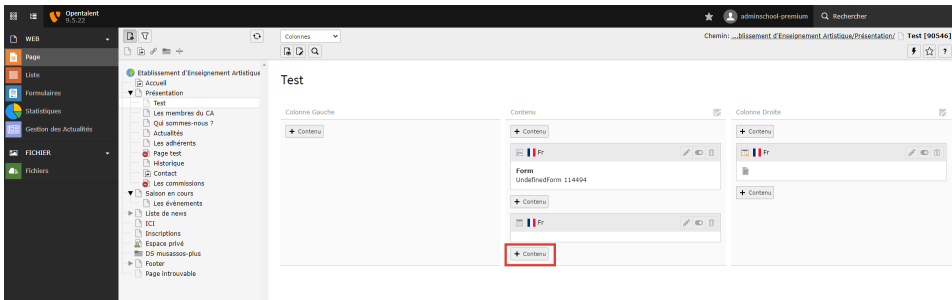 Opentalent
9.5.22
adminschool-premium
Rechercher
WEB
Page
Liste
Formulaires
Statistiques
Gestion des Actualités
FICHIER
Fichiers
Etablissement d'Enseignement Artistique
Accueil
Présentation
Test
Les membres du CA
Qui sommes-nous ?
Actualités
Les adhérents
Page test
Historique
Contact
Les commissions
Saison en cours
Les évènements
Liste de news
ICI
Inscriptions
Espace privé
DS musassos-plus
Footer
Page introuvable
Colonnes
Chemin: ...blissement d'Enseignement Artistique/Présentation/ Test [90546]
Test
Colonne Gauche
+ Contenu
Contenu
+ Contenu
Fr
Form
UndefinedForm 114494
+ Contenu
Fr
+ Contenu
Colonne Droite
+ Contenu
Fr
+ Contenu